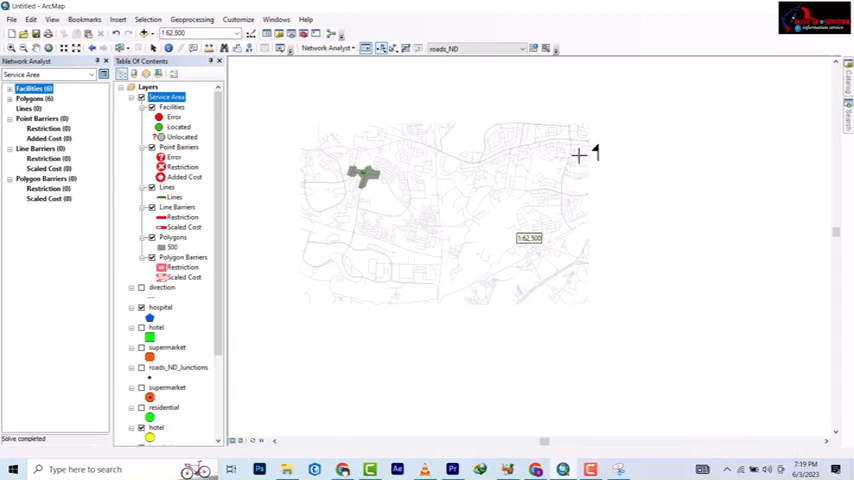 Untitled - ArcMap
File Edit View Bookmarks Insert Selection Geoprocessing Customize Windows Help
1:62,500
Network Analyst
roads_ND
Network Analyst
Service Area
Facilities (6)
Polygons (6)
Lines (0)
Point Barriers (0)
Restriction (0)
Added Cost (0)
Line Barriers (0)
Restriction (0)
Scaled Cost (0)
Polygon Barriers (0)
Restriction (0)
Scaled Cost (0)
Solve completed
Table Of Contents
Layers
Service Area
Facilities
Error
Located
Unlocated
Point Barriers
Error
Restriction
Added Cost
Lines
Lines
Line Barriers
Restriction
Scaled Cost
Polygons
500
Polygon Barriers
Restriction
Scaled Cost
direction
hospital
hotel
supermarket
roads_ND_Junctions
supermarket
residential
hotel
1:62,500
Catalog
Search
information service
Type here to search
7:19 PM
6/3/2023